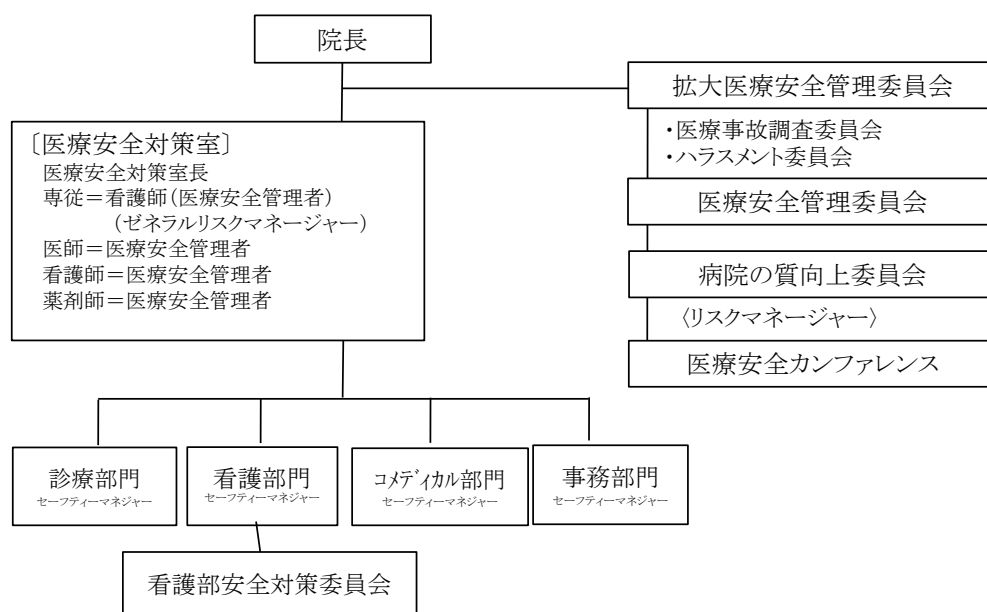 院長
拡大医療安全管理委員会
・医療事故調査委員会
・ハラスメント委員会
医療安全管理委員会
病院の質向上委員会
〈リスクマネージャー〉
医療安全カンファレンス
〔医療安全対策室〕
医療安全対策室長
専従＝看護師(医療安全管理者)
(ゼネラルリスクマネージャー)
医師＝医療安全管理者
看護師＝医療安全管理者
薬剤師＝医療安全管理者
診療部門
セーフティーマネジャー
看護部門
セーフティーマネジャー
コメディカル部門
セーフティーマネジャー
事務部門
セーフティーマネジャー
看護部安全対策委員会